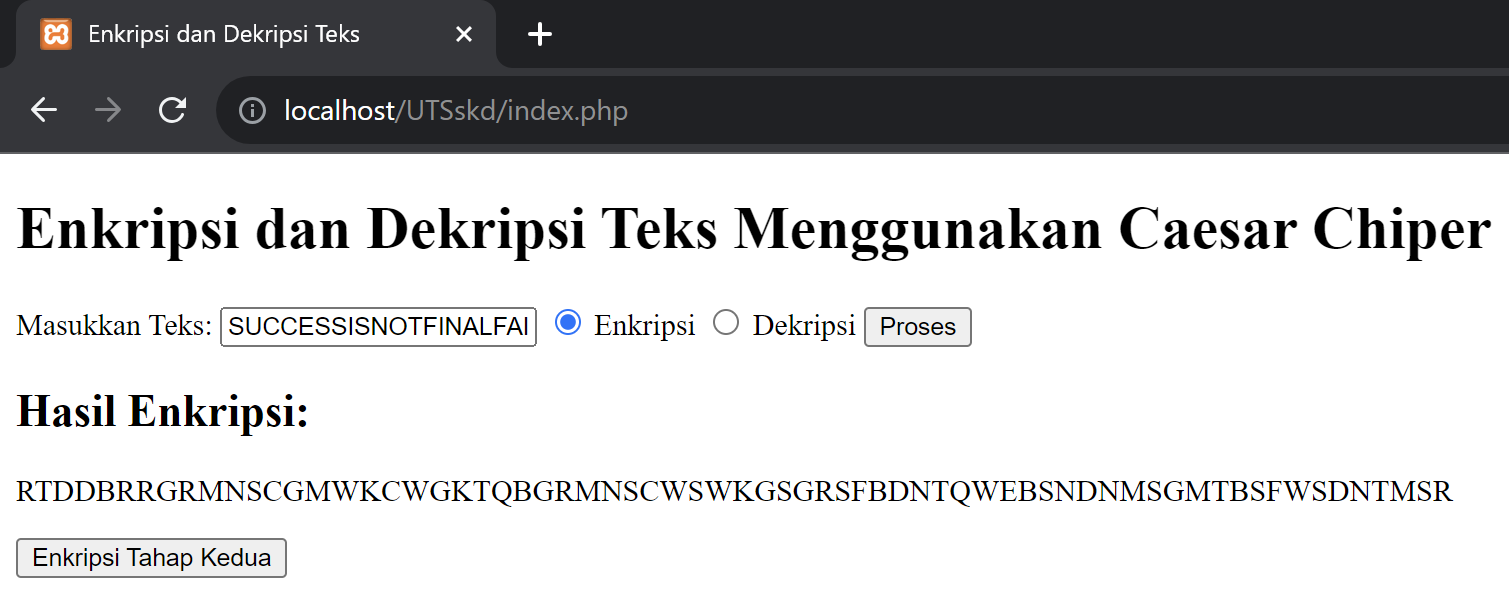 Enkripsi dan Dekripsi Teks
localhost/UTSskd/index.php
Enkripsi dan Dekripsi Teks Menggunakan Caesar Chiper
Masukkan Teks: SUCCESSISNOTFINALFAI Enkripsi Dekripsi Proses
Hasil Enkripsi:
RTDDBRRGRMNSCGMWKCWGKTQBGRMNSCWSWKGSGRSFBDNTQWEBSNDNMSGMTBSFWSDNTMSR
Enkripsi Tahap Kedua